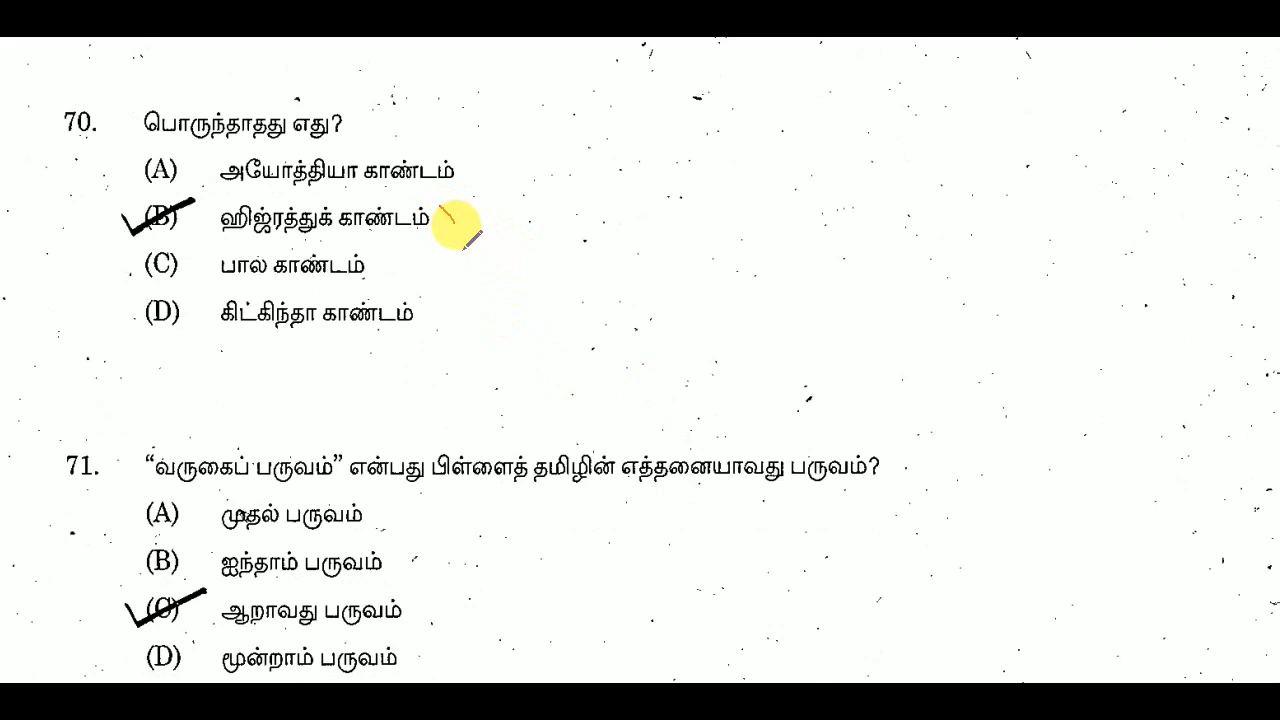 70. பொருந்தாதது எது?
(A) அயோத்தியா காண்டம்
(B) ஹிஜ்ரத்துக் காண்டம்
(C) பால காண்டம்
(D) கிட்கிந்தா காண்டம்
71. “வருகைப் பருவம்” என்பது பிள்ளைத் தமிழின் எத்தனையாவது பருவம்?
(A) முதல் பருவம்
(B) ஐந்தாம் பருவம்
(C) ஆறாவது பருவம்
(D) மூன்றாம் பருவம்